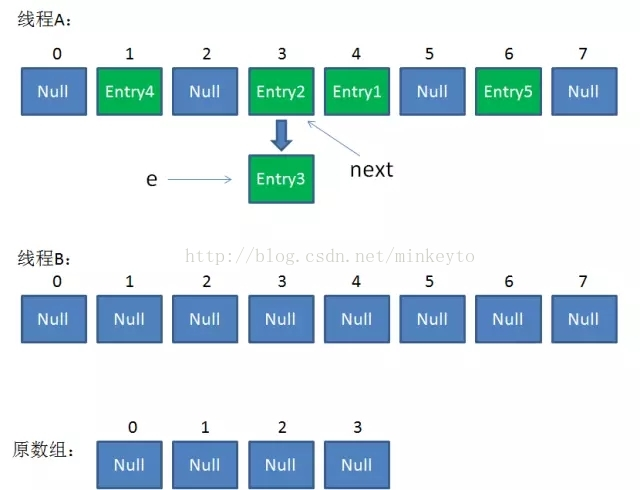 线程A：
0 1 2 3 4 5 6 7
Null Entry4 Null Entry2 Entry1 Null Entry5 Null
next
e Entry3
http://blog.csdn.net/minkeyto
线程B：
0 1 2 3 4 5 6 7
Null Null Null Null Null Null Null Null
0 1 2 3
原数组： Null Null Null Null